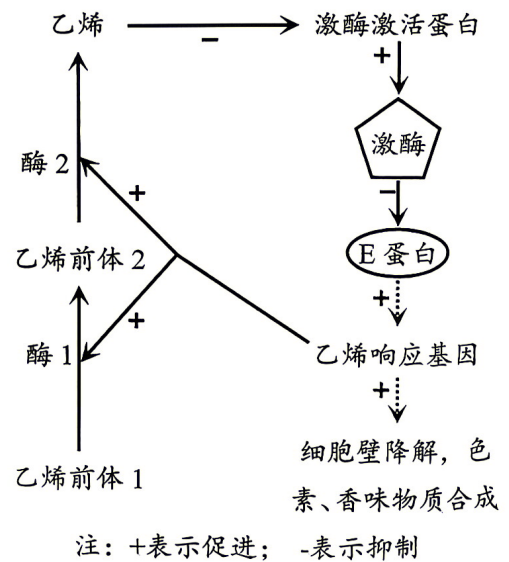 乙烯
−
激酶激活蛋白
+
激酶
−
酶 2
+
E 蛋白
乙烯前体 2
+
+
酶 1
乙烯响应基因
+
细胞壁降解，色
素、香味物质合成
乙烯前体 1
注：+表示促进； -表示抑制